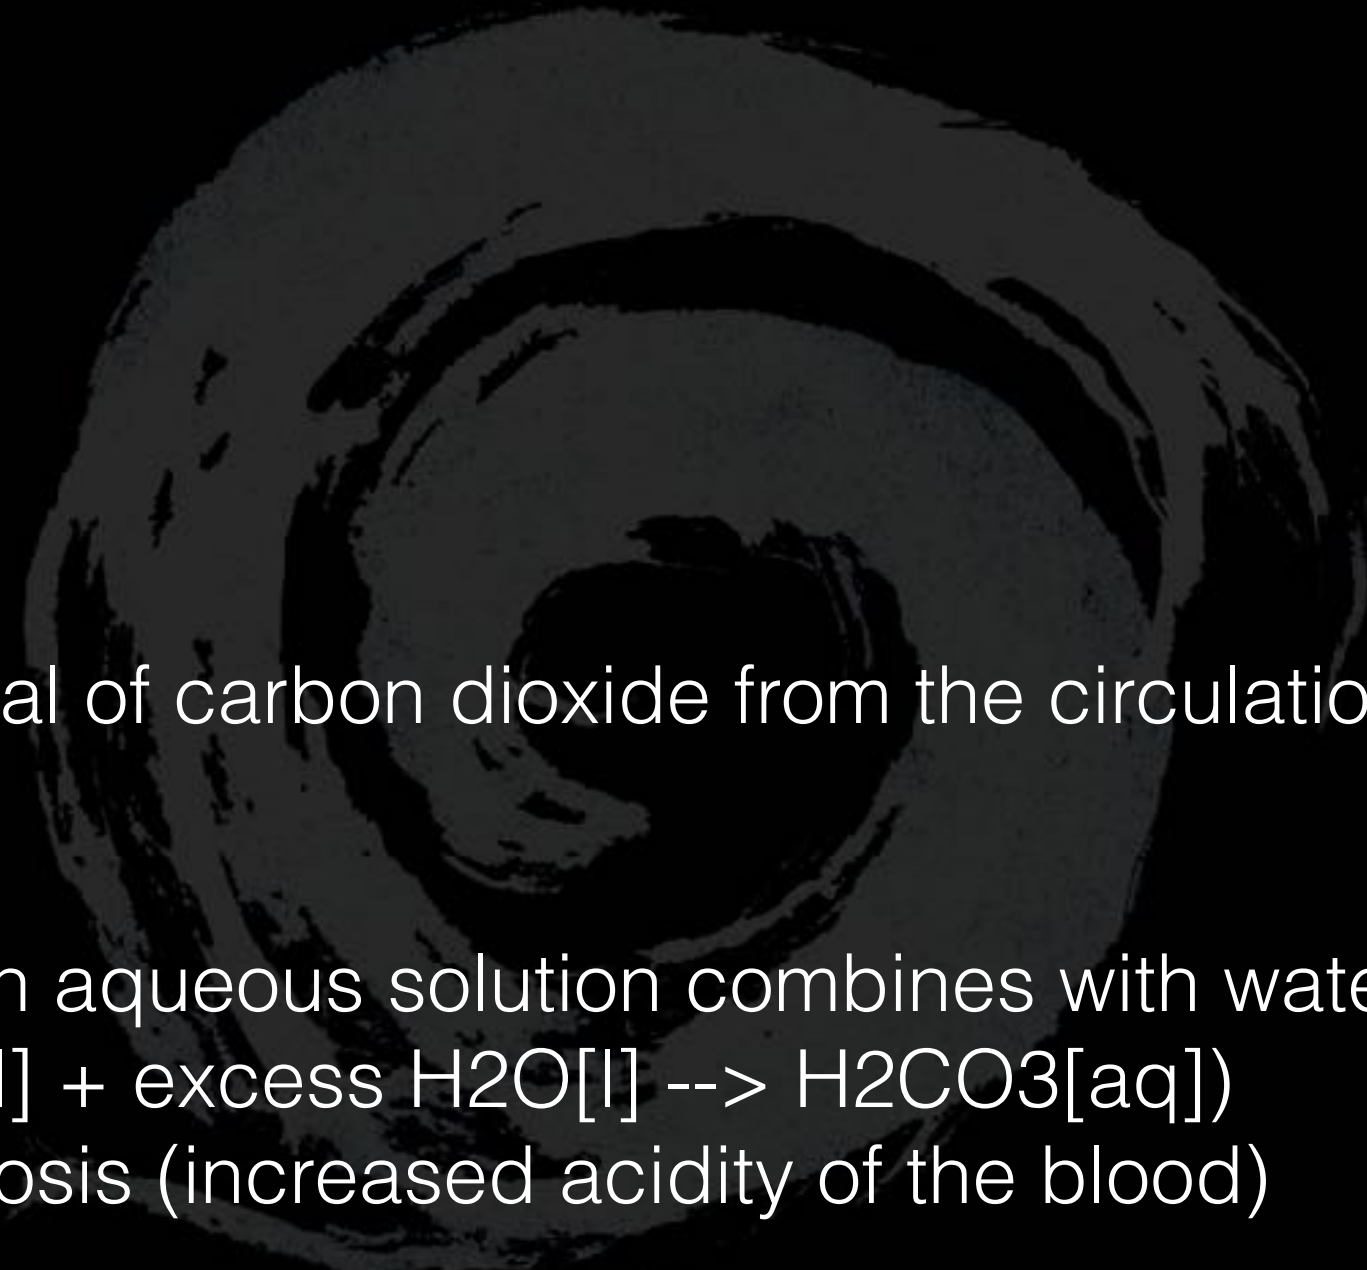 al of carbon dioxide from the circulatio
n aqueous solution combines with wate
] + excess H2O[l] --> H2CO3[aq])
osis (increased acidity of the blood)